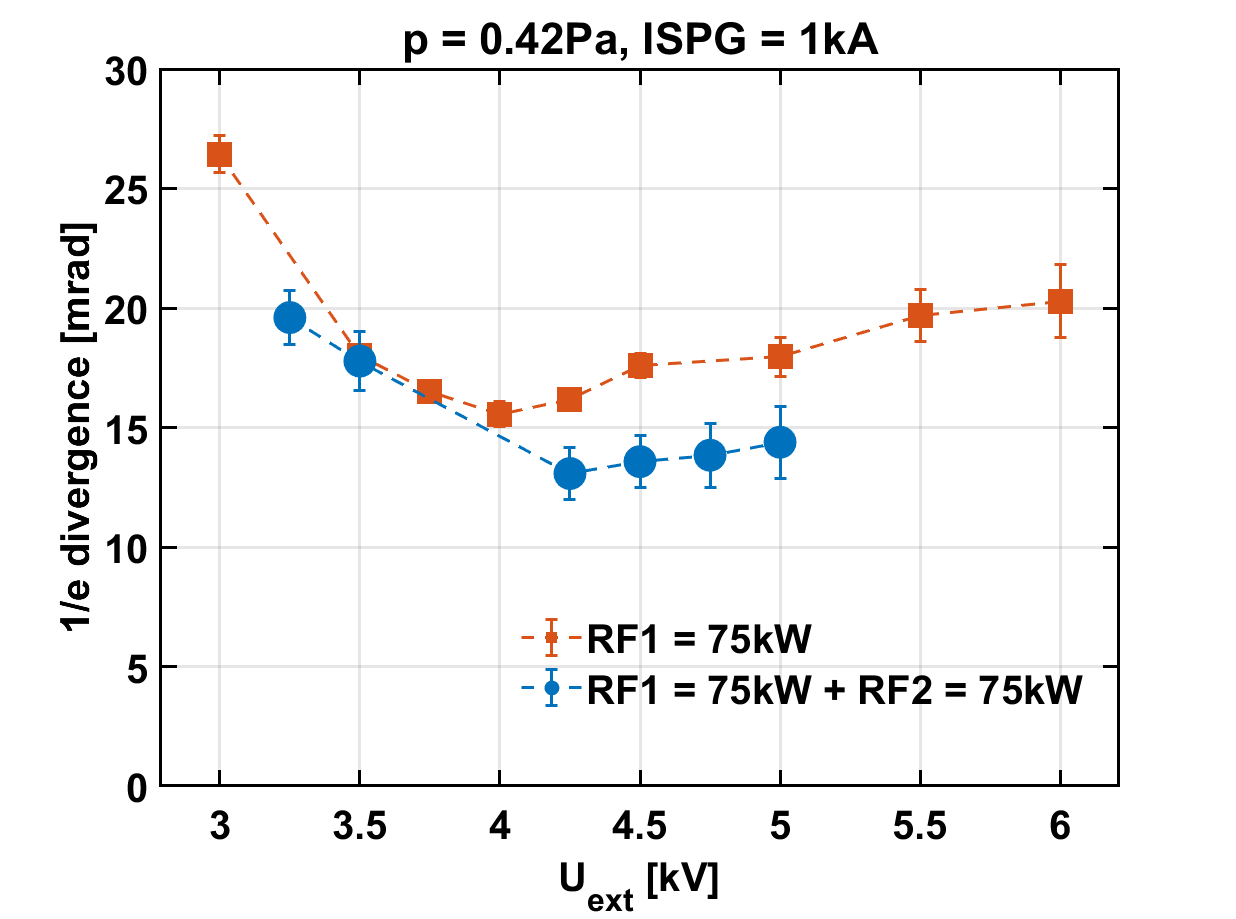 p = 0.42Pa, ISPG = 1kA
30
25
20
15
10
5
0
1/e divergence [mrad]
RF1 = 75kW
RF1 = 75kW + RF2 = 75kW
3 3.5 4 4.5 5 5.5 6
U_ext [kV]